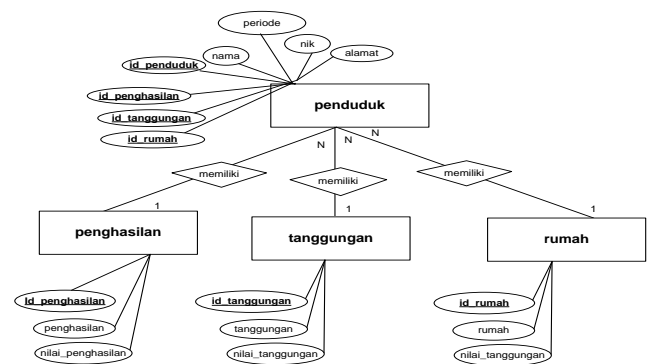 periode
nik
nama
alamat
id_penduduk
id_penghasilan
id_tanggungan
id_rumah
penduduk
N N N
memiliki memiliki memiliki
1 1 1
penghasilan tanggungan rumah
Id_penghasilan id_tanggungan id_rumah
penghasilan tanggungan rumah
nilai_penghasilan nilai_tanggungan nilai_tanggungan